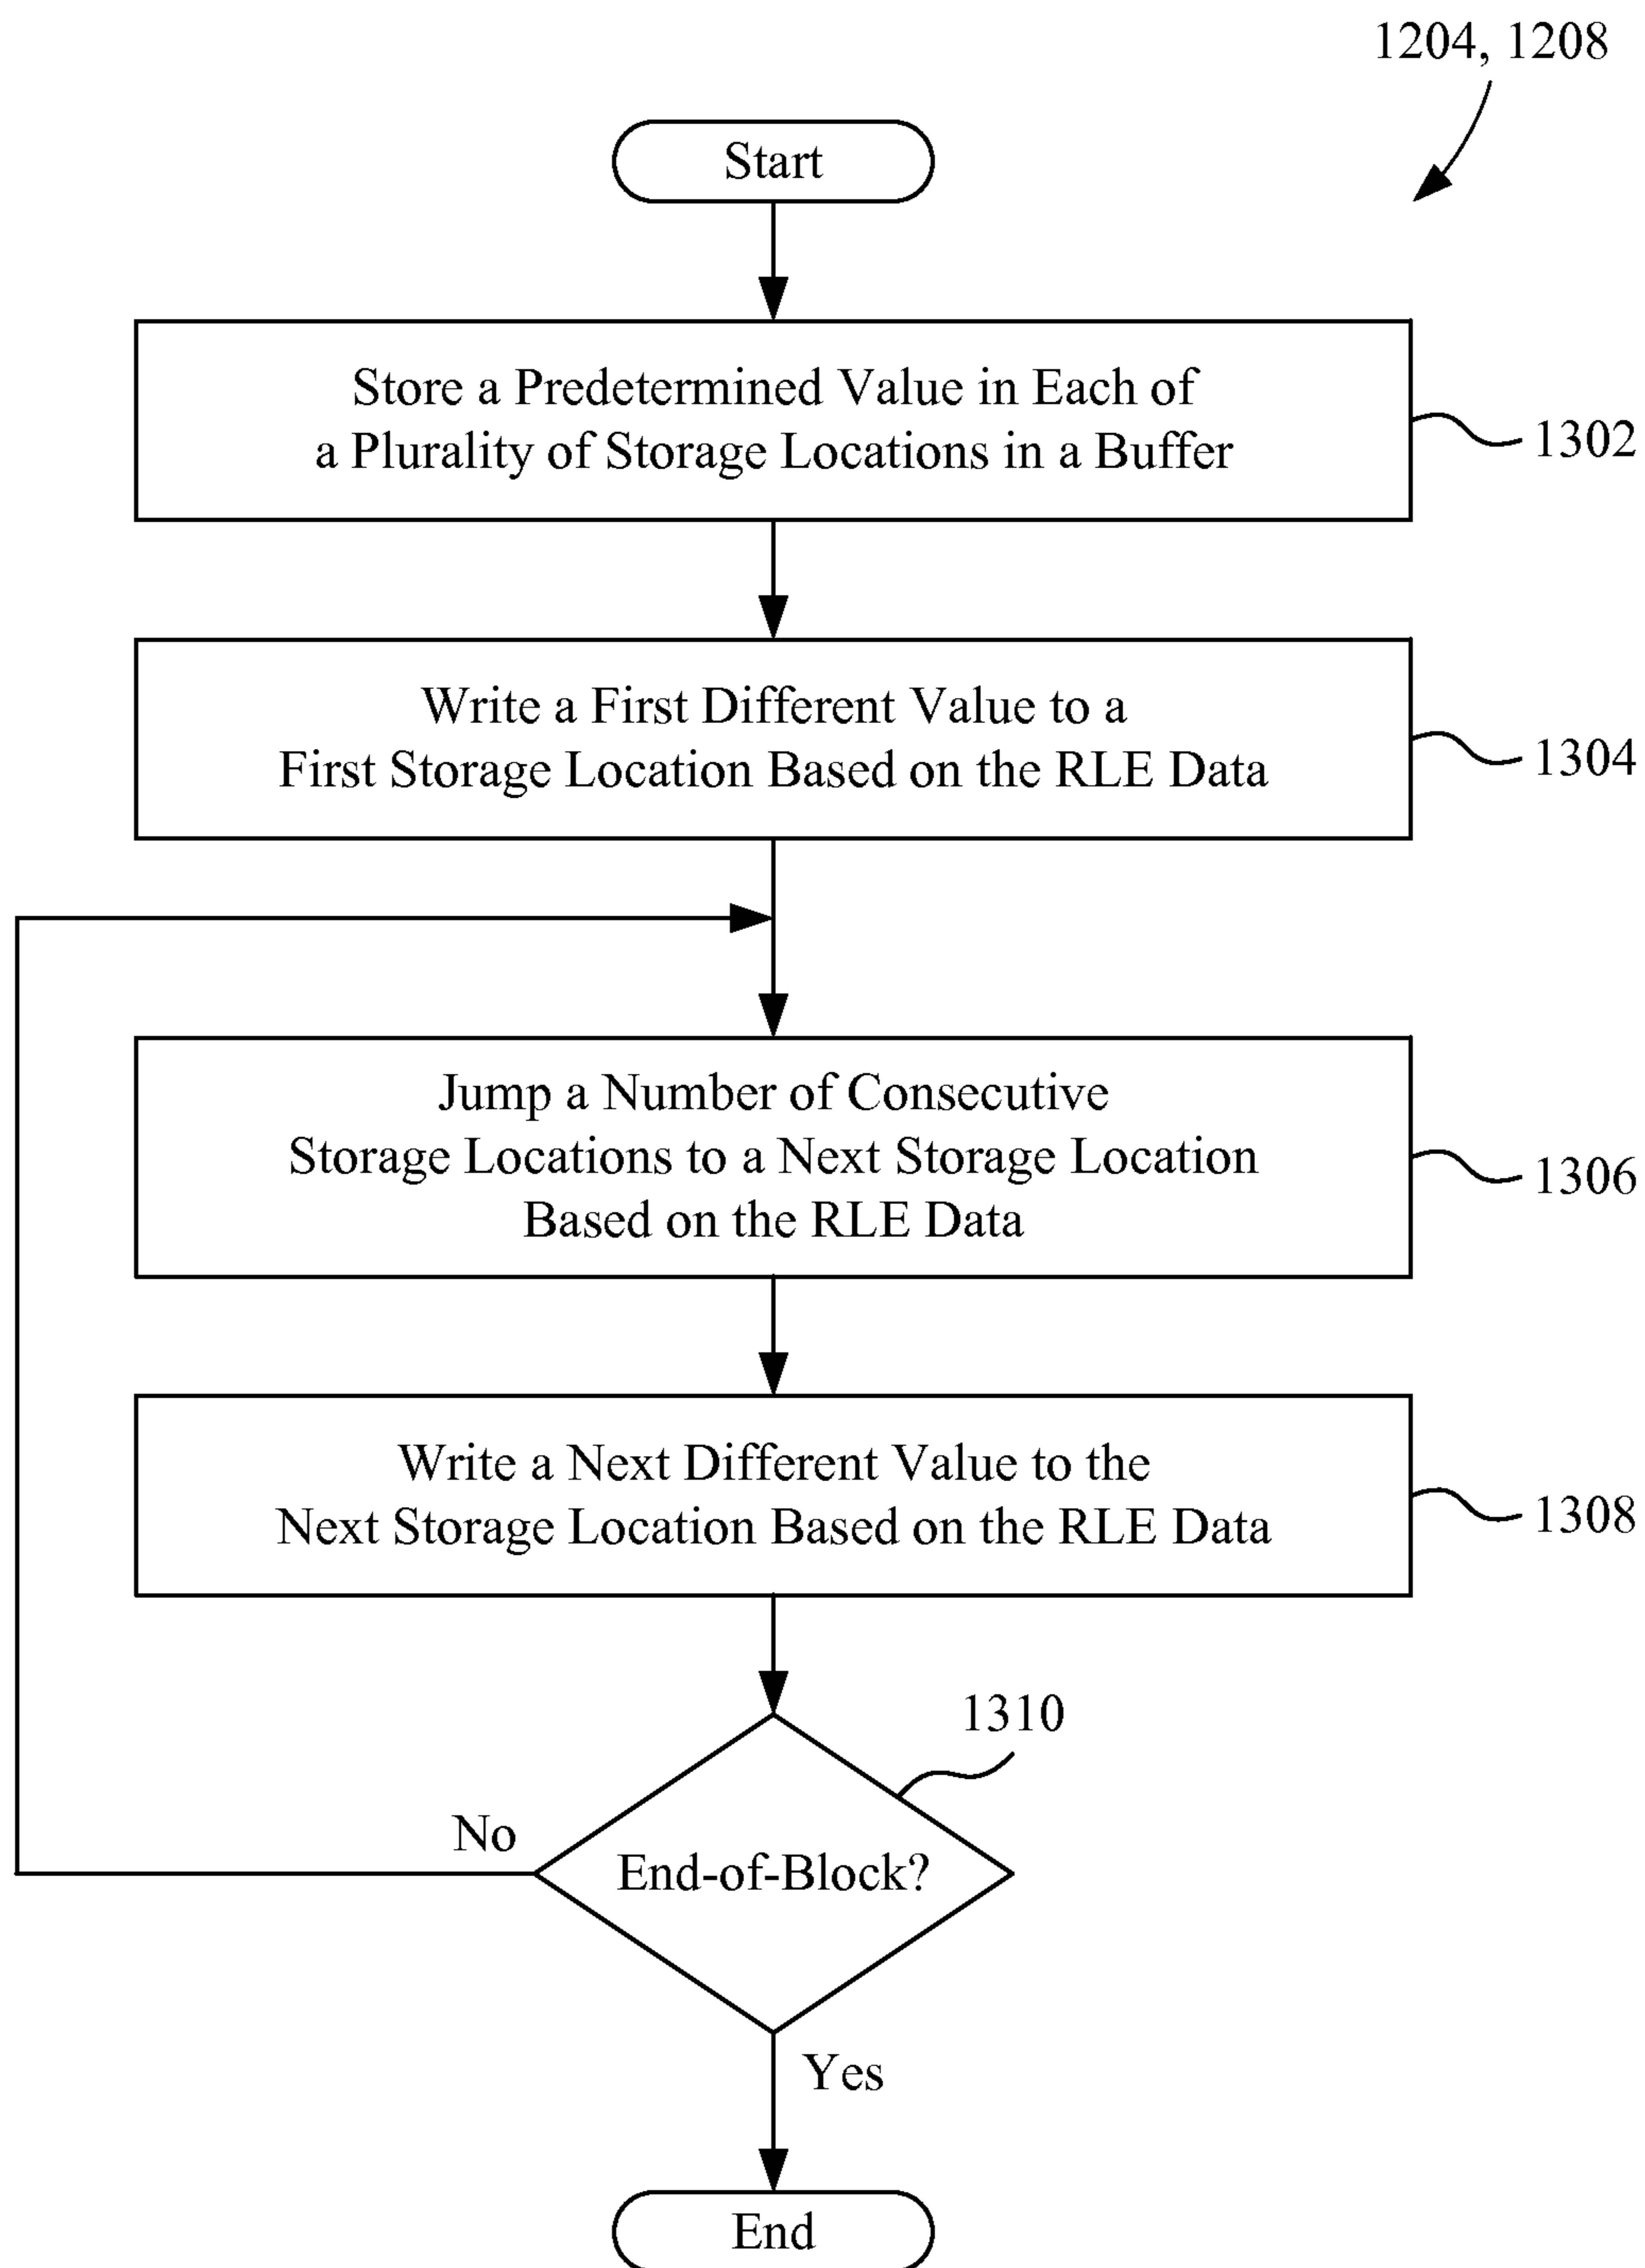 1204, 1208
Start
Store a Predetermined Value in Each of
a Plurality of Storage Locations in a Buffer
1302
Write a First Different Value to a
First Storage Location Based on the RLE Data
1304
Jump a Number of Consecutive
Storage Locations to a Next Storage Location
Based on the RLE Data
1306
Write a Next Different Value to the
Next Storage Location Based on the RLE Data
1308
1310
No
End-of-Block?
Yes
End